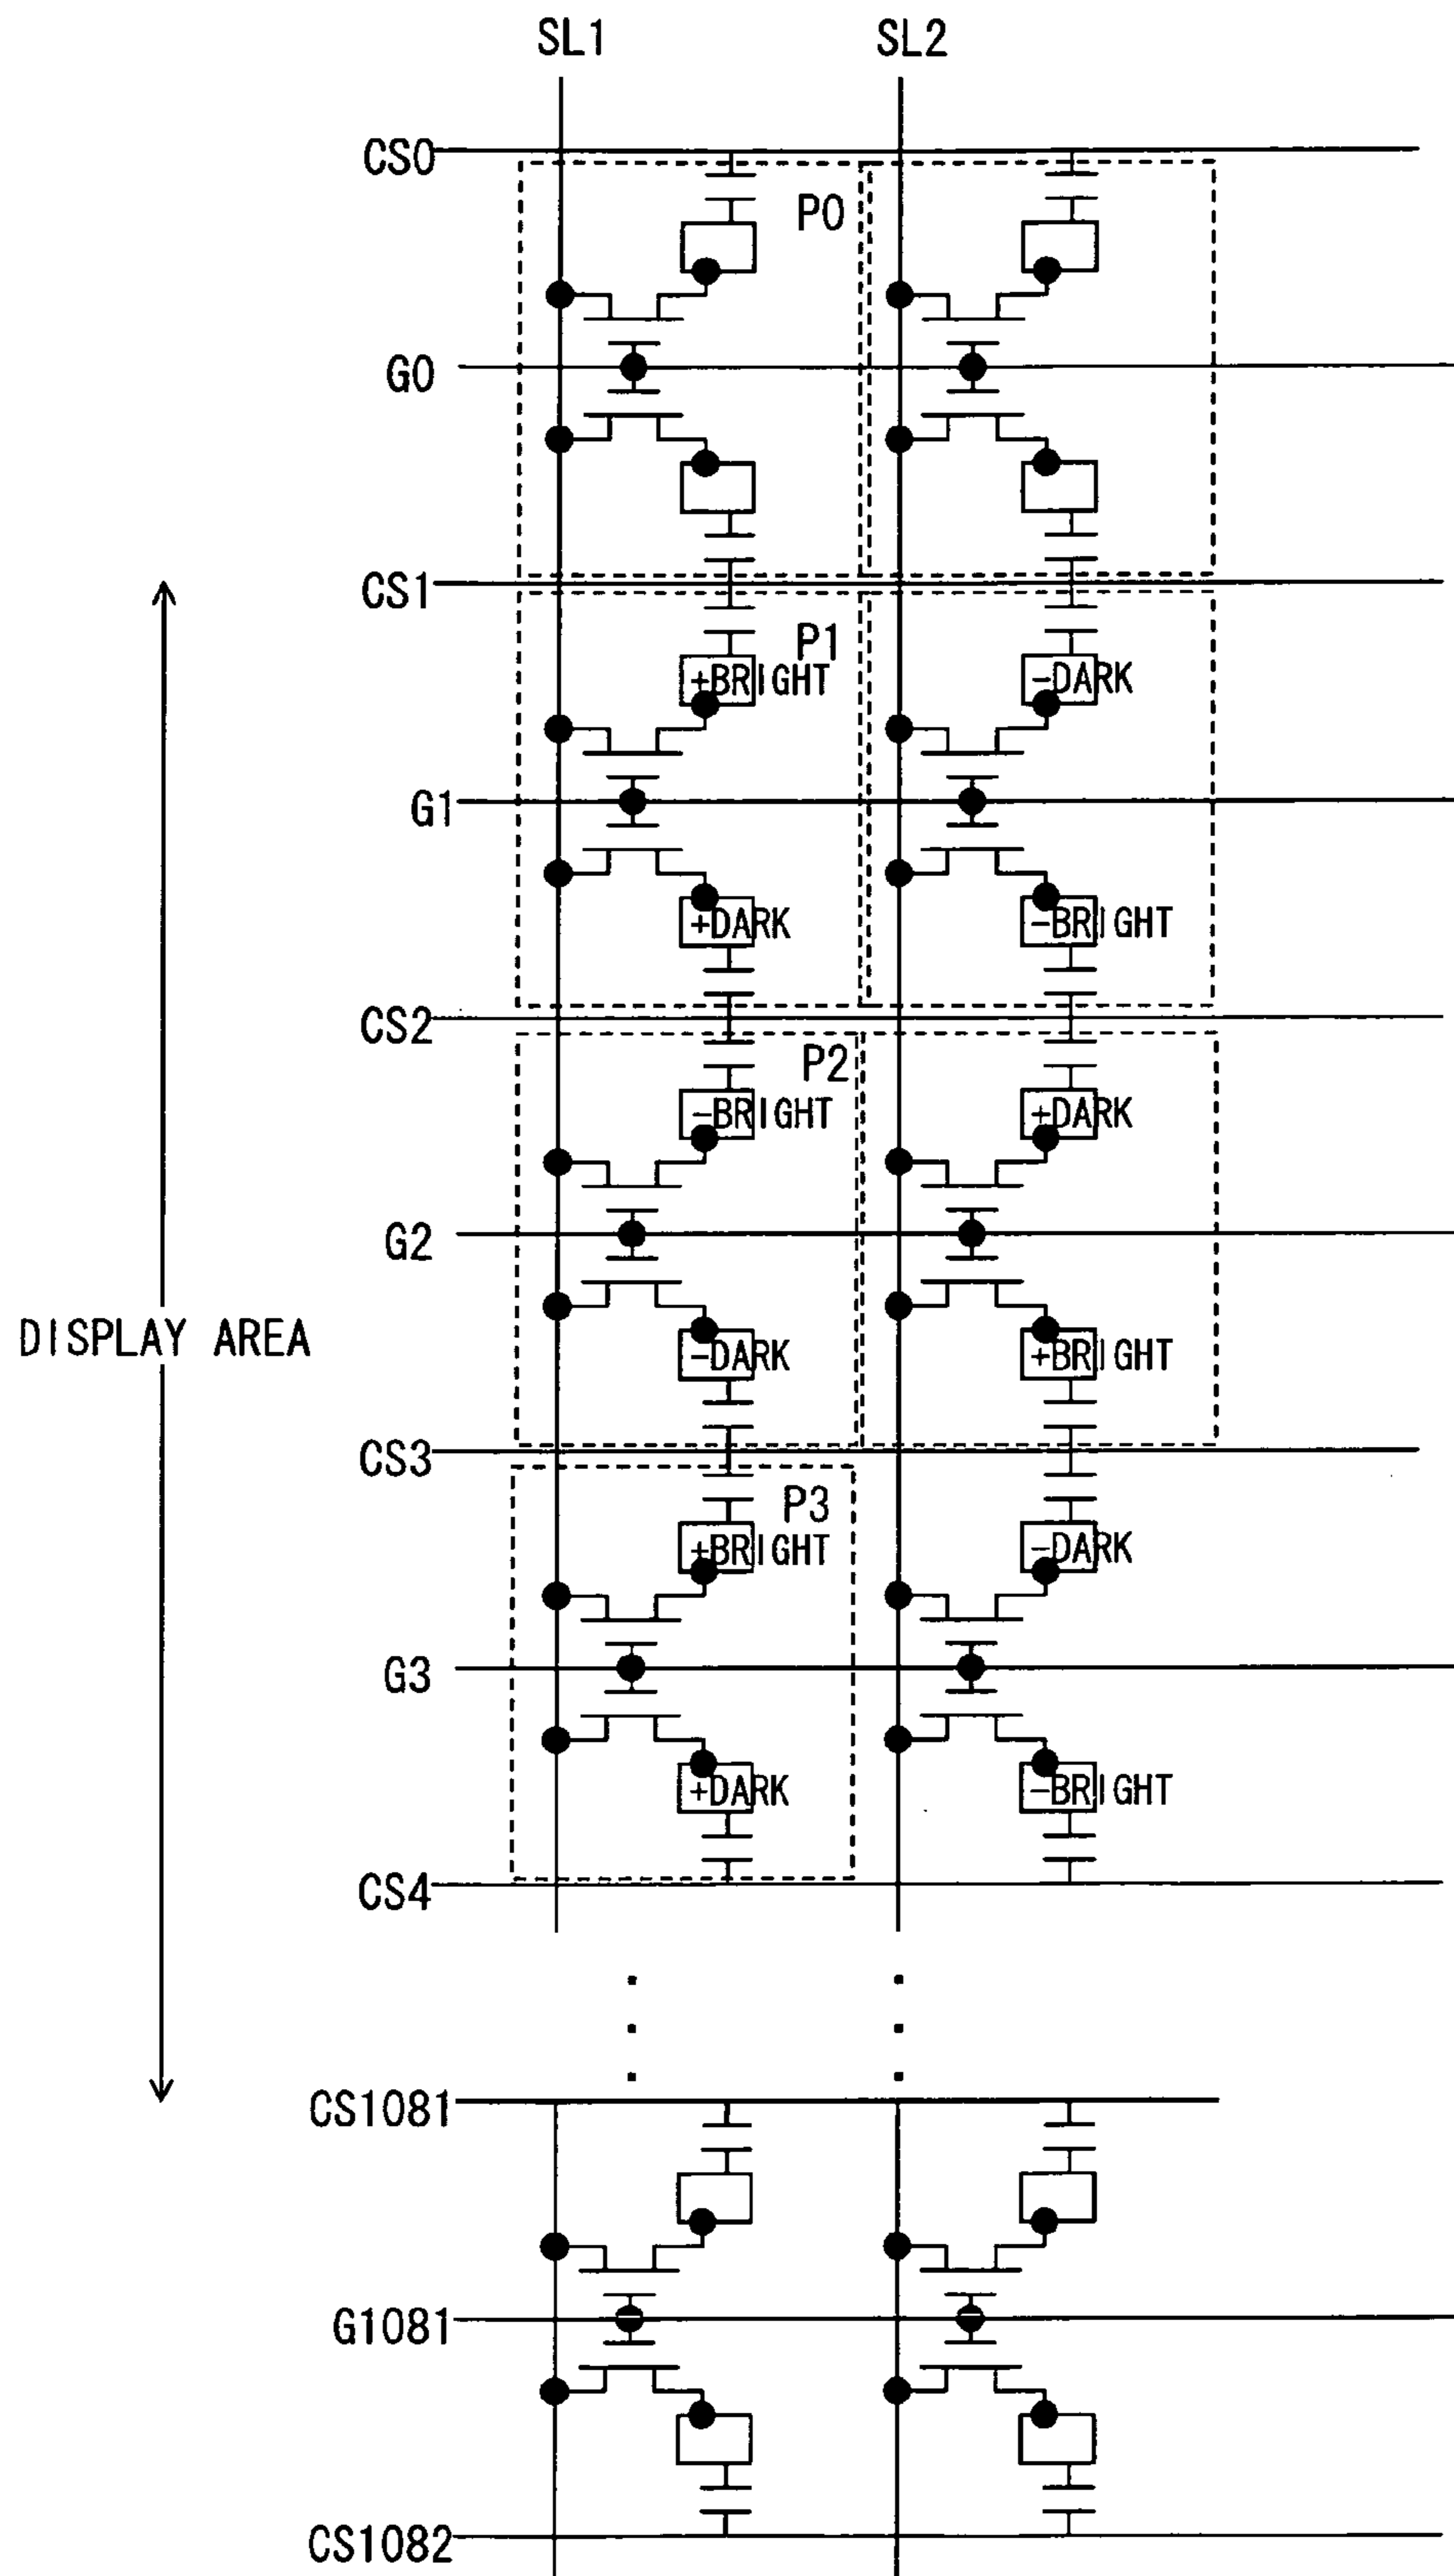 SL1 SL2
CS0
P0
G0
CS1
P1
+BRIGHT -DARK
G1
+DARK -BRIGHT
CS2
P2
-BRIGHT +DARK
G2
DISPLAY AREA
-DARK +BRIGHT
CS3
P3
+BRIGHT -DARK
G3
+DARK -BRIGHT
CS4
CS1081
G1081
CS1082